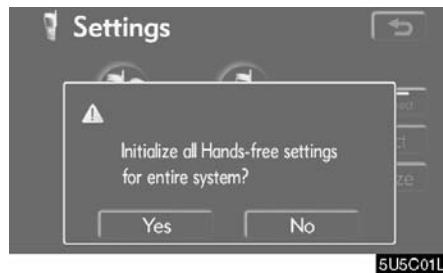 Settings
Initialize all Hands-free settings
for entire system?
Yes
No
5U5C01L